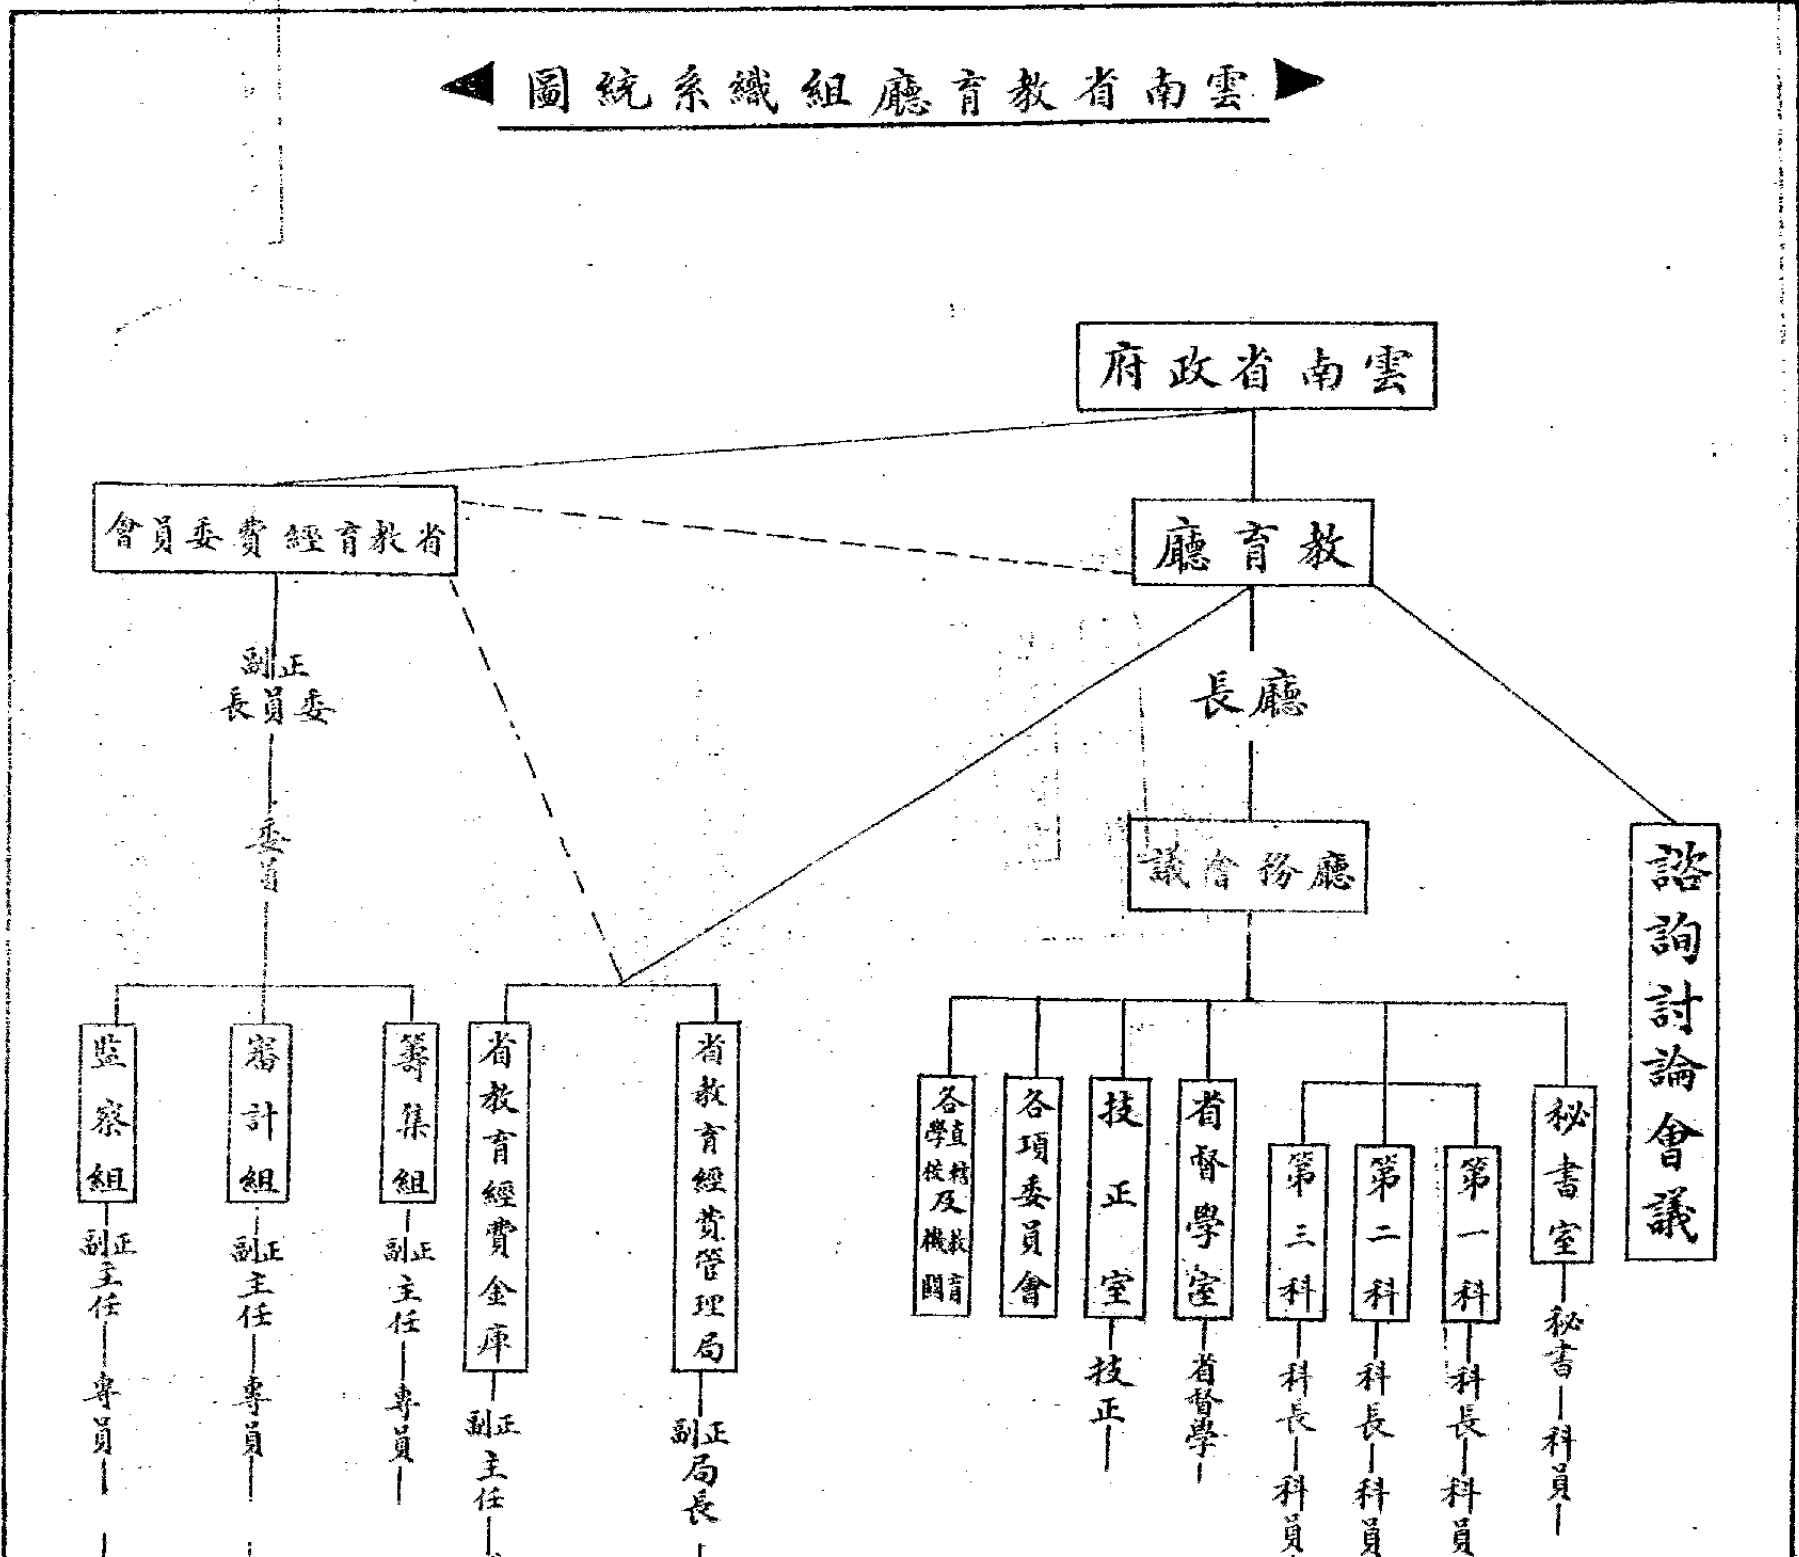 雲南省教育廳組織系統圖
雲南省政府
教育廳
省教育經費委員會
廳長
正副
委員長
委員
廳務會議
諮詢討論會議
秘書室
秘書
科員
第一科
科長
科員
第二科
科長
科員
第三科
科長
科員
省督學室
省督學
技正室
技正
各項委員會
各直轄教育
學校及機關
省教育經費管理局
正副
局長
省教育經費金庫
正副
主任
籌集組
正副
主任
專員
審計組
正副
主任
專員
監察組
正副
主任
專員